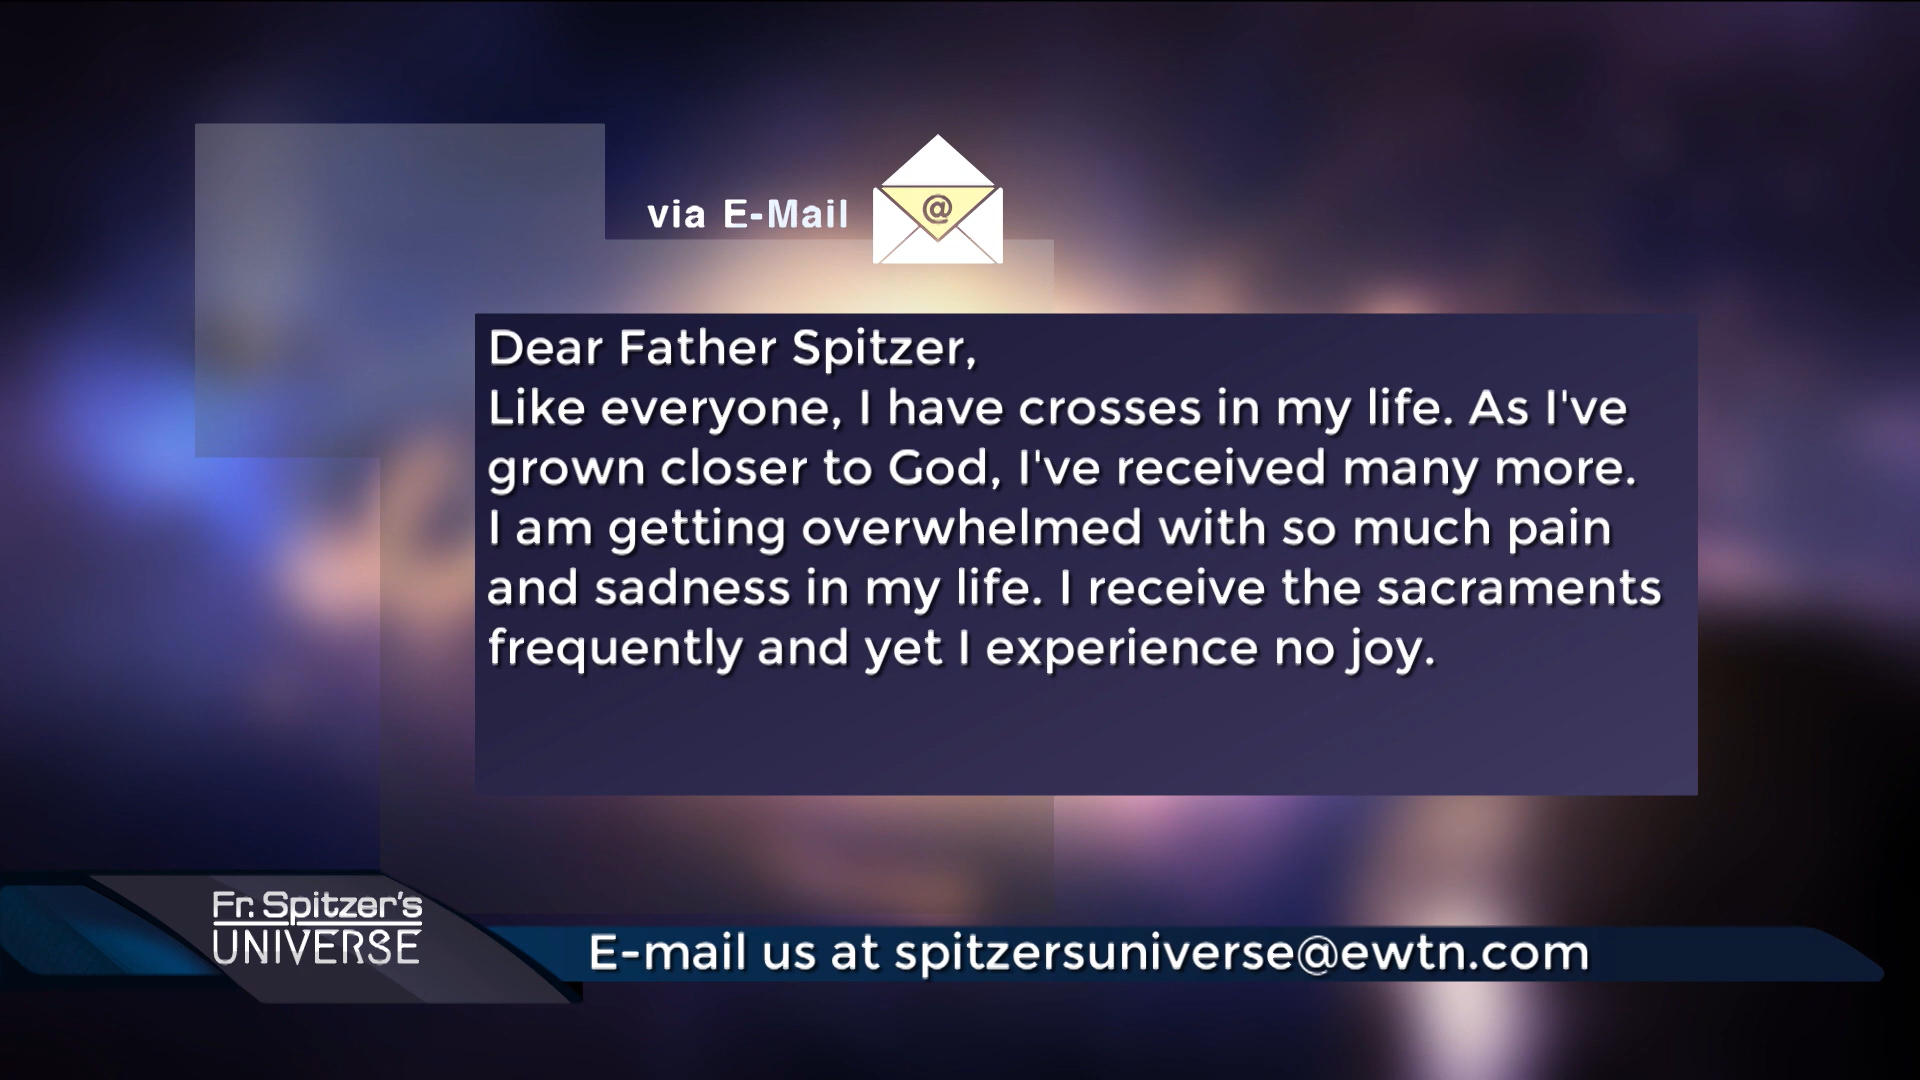 via E-Mail
@
Dear Father Spitzer,
Like everyone, I have crosses in my life. As I've
grown closer to God, I've received many more.
I am getting overwhelmed with so much pain
and sadness in my life. I receive the sacraments
frequently and yet I experience no joy.
Fr. Spitzer's
UNIVERSE
E-mail us at spitzersuniverse@ewtn.com